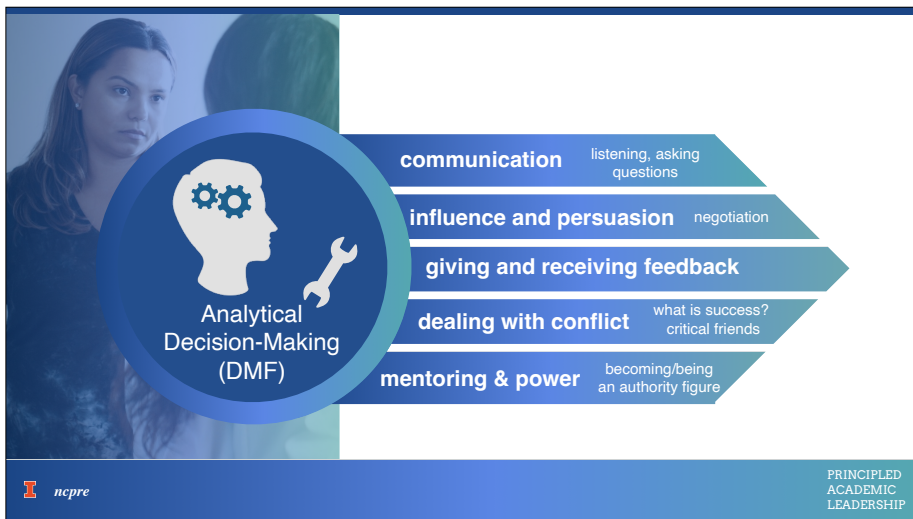 communication
listening, asking
questions
influence and persuasion
negotiation
giving and receiving feedback
dealing with conflict
what is success?
critical friends
mentoring & power
becoming/being
an authority figure
Analytical
Decision-Making
(DMF)
I
ncpre
PRINCIPLED
ACADEMIC
LEADERSHIP